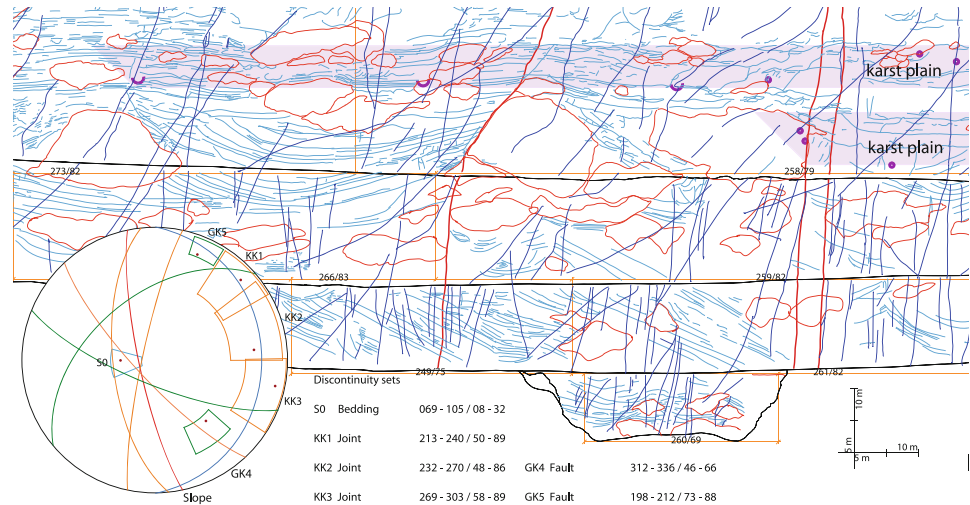 karst plain
karst plain
273/82
258/79
GK5
KK1
266/83
259/82
KK2
S0
249/75
261/82
KK3
GK4
Slope
Discontinuity sets
S0 Bedding 069 - 105 / 08 - 32
KK1 Joint 213 - 240 / 50 - 89
KK2 Joint 232 - 270 / 48 - 86 GK4 Fault 312 - 336 / 46 - 66
KK3 Joint 269 - 303 / 58 - 89 GK5 Fault 198 - 212 / 73 - 88
260/69
10 m
5 m
5 m
10 m